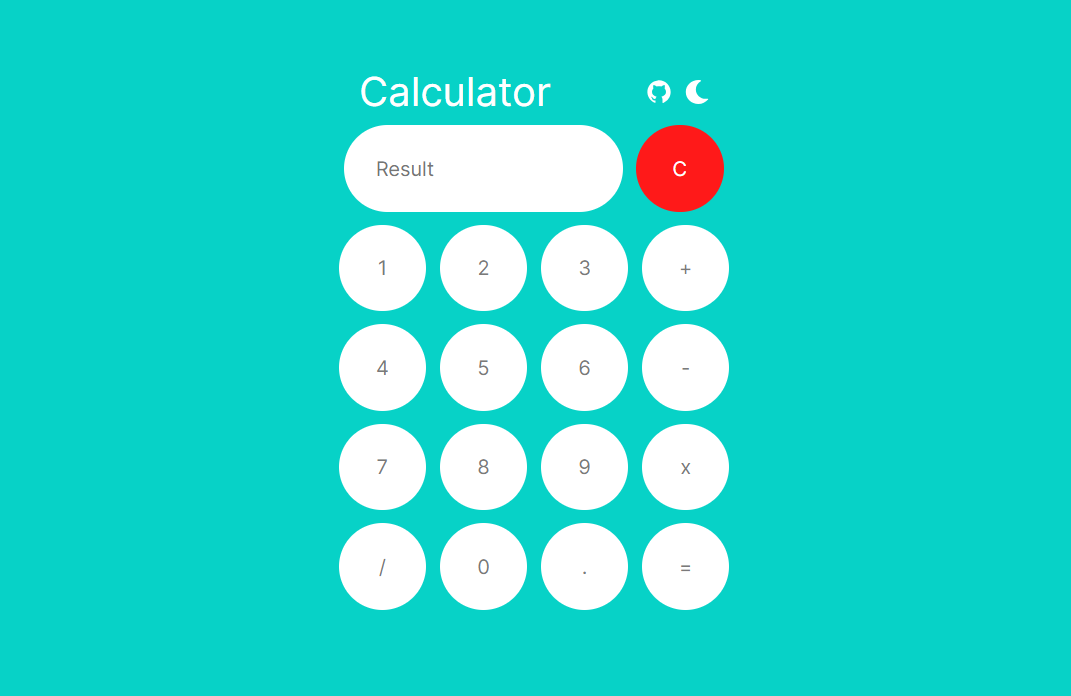 Calculator
Result C
1 2 3 +
4 5 6 -
7 8 9 x
/ 0 . =